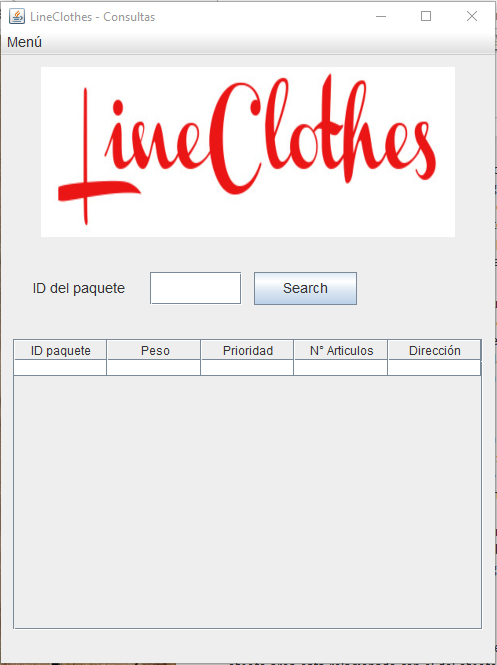 LineClothes - Consultas
Menú
LineClothes
ID del paquete Search
ID paquete Peso Prioridad N° Articulos Dirección